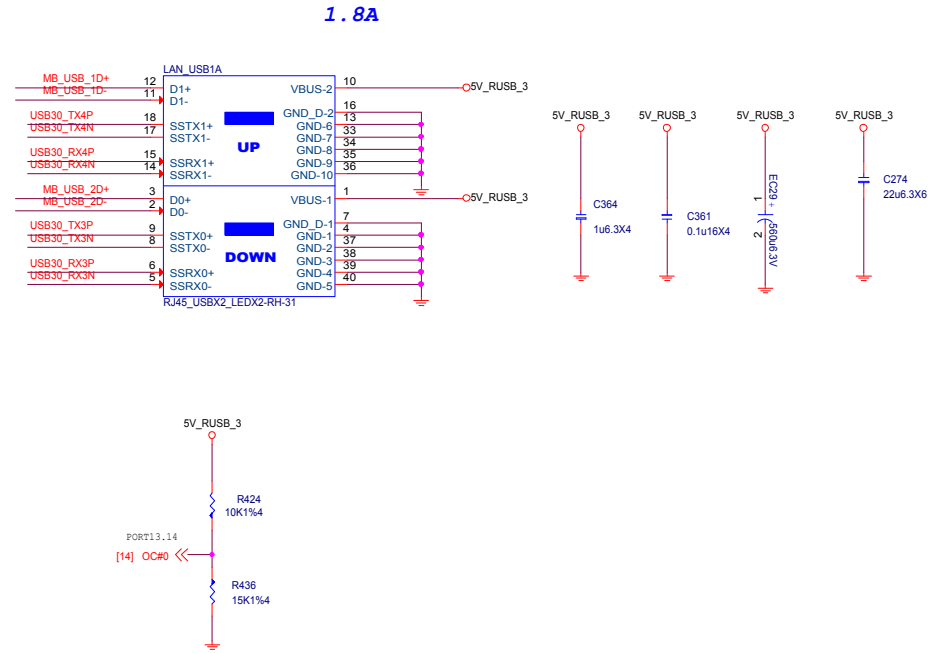 1.8A
LAN_USB1A
MB_USB_1D+ 12 D1+ VBUS-2 10 5V_RUSB_3
MB_USB_1D- 11 D1-
GND_D-2 16
USB30_TX4P 18 SSTX1+ GND-6 13
USB30_TX4N 17 SSTX1- GND-7 33
UP GND-8 34
USB30_RX4P 15 SSRX1+ GND-9 35
USB30_RX4N 14 SSRX1- GND-10 36
MB_USB_2D+ 3 D0+ VBUS-1 1 5V_RUSB_3
MB_USB_2D- 2 D0-
GND_D-1 7
USB30_TX3P 9 SSTX0+ GND-1 4
USB30_TX3N 8 SSTX0- GND-2 37
DOWN GND-3 38
USB30_RX3P 6 SSRX0+ GND-4 39
USB30_RX3N 5 SSRX0- GND-5 40
RJ45_USBX2_LEDX2-RH-31
5V_RUSB_3 5V_RUSB_3 5V_RUSB_3 5V_RUSB_3
C364
1u6.3X4
C361
0.1u16X4
EC29 +
1
2
560u6.3V
C274
22u6.3X6
5V_RUSB_3
R424
10K1%4
PORT13.14
[14] OC#0
R436
15K1%4